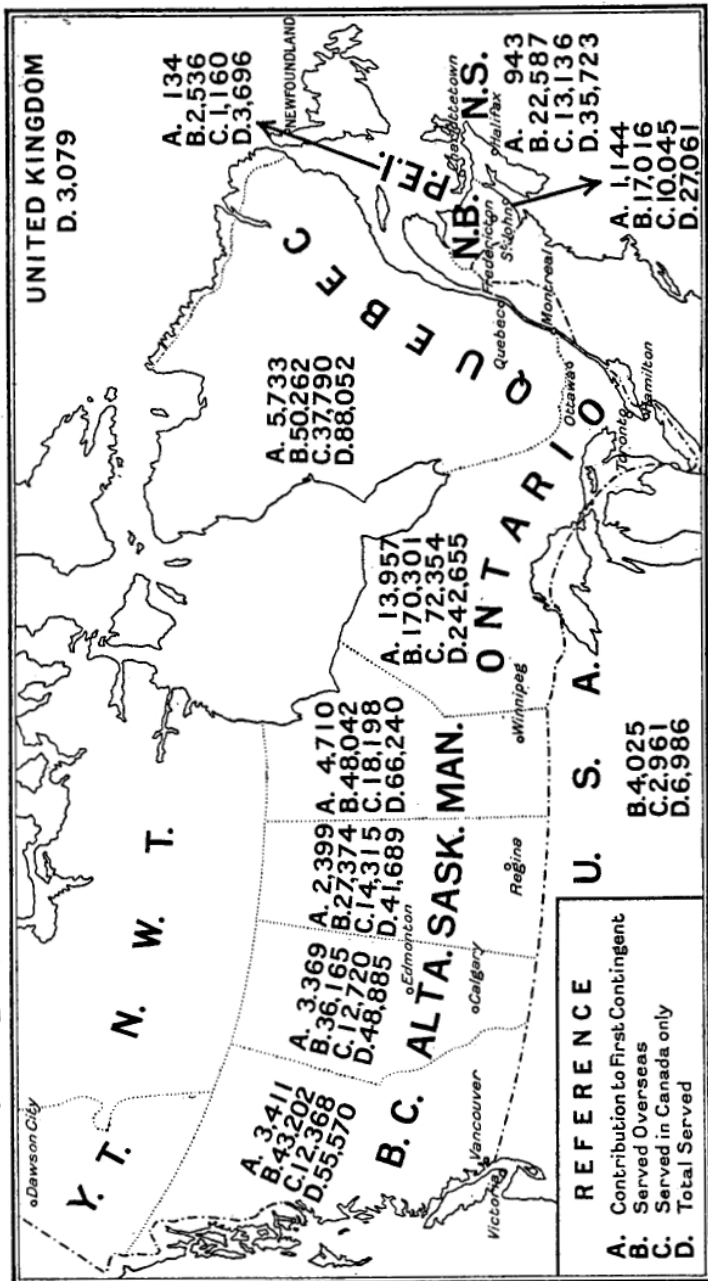 UNITED KINGDOM
D. 3,079
Dawson City
Y. T.
N. W. T.
A. 134
B. 2,536
C. 1,160
D. 3,696
NEWFOUNDLAND
P.E.I.
QUEBEC
A. 5,733
B. 50,262
C. 37,790
D. 88,052
A. 3,411
B. 43,202
C. 12,368
D. 55,570
B.C.
Victoria
Vancouver
A. 3.369
B. 36,165
C. 12,720
D. 48,885
ALTA.
Edmonton
Calgary
A. 2,399
B. 27,374
C. 14,315
D. 41,689
SASK.
Regina
A. 4,710
B. 48,042
C. 18,198
D. 66,240
MAN.
Winnipeg
A. 13,957
B. 170,301
C. 72,354
D. 242,655
ONTARIO
Ottawa
Toronto
Hamilton
Quebec
Montreal
N.B.
Fredericton
St John
Charlottetown
N.S.
Halifax
A. 943
B. 22,587
C. 13,136
D. 35,723
A. 1,144
B. 17,016
C. 10,045
D. 27,061
U. S. A.
B. 4,025
C. 2,961
D. 6,986
REFERENCE
A. Contribution to First Contingent
B. Served Overseas
C. Served in Canada only
D. Total Served